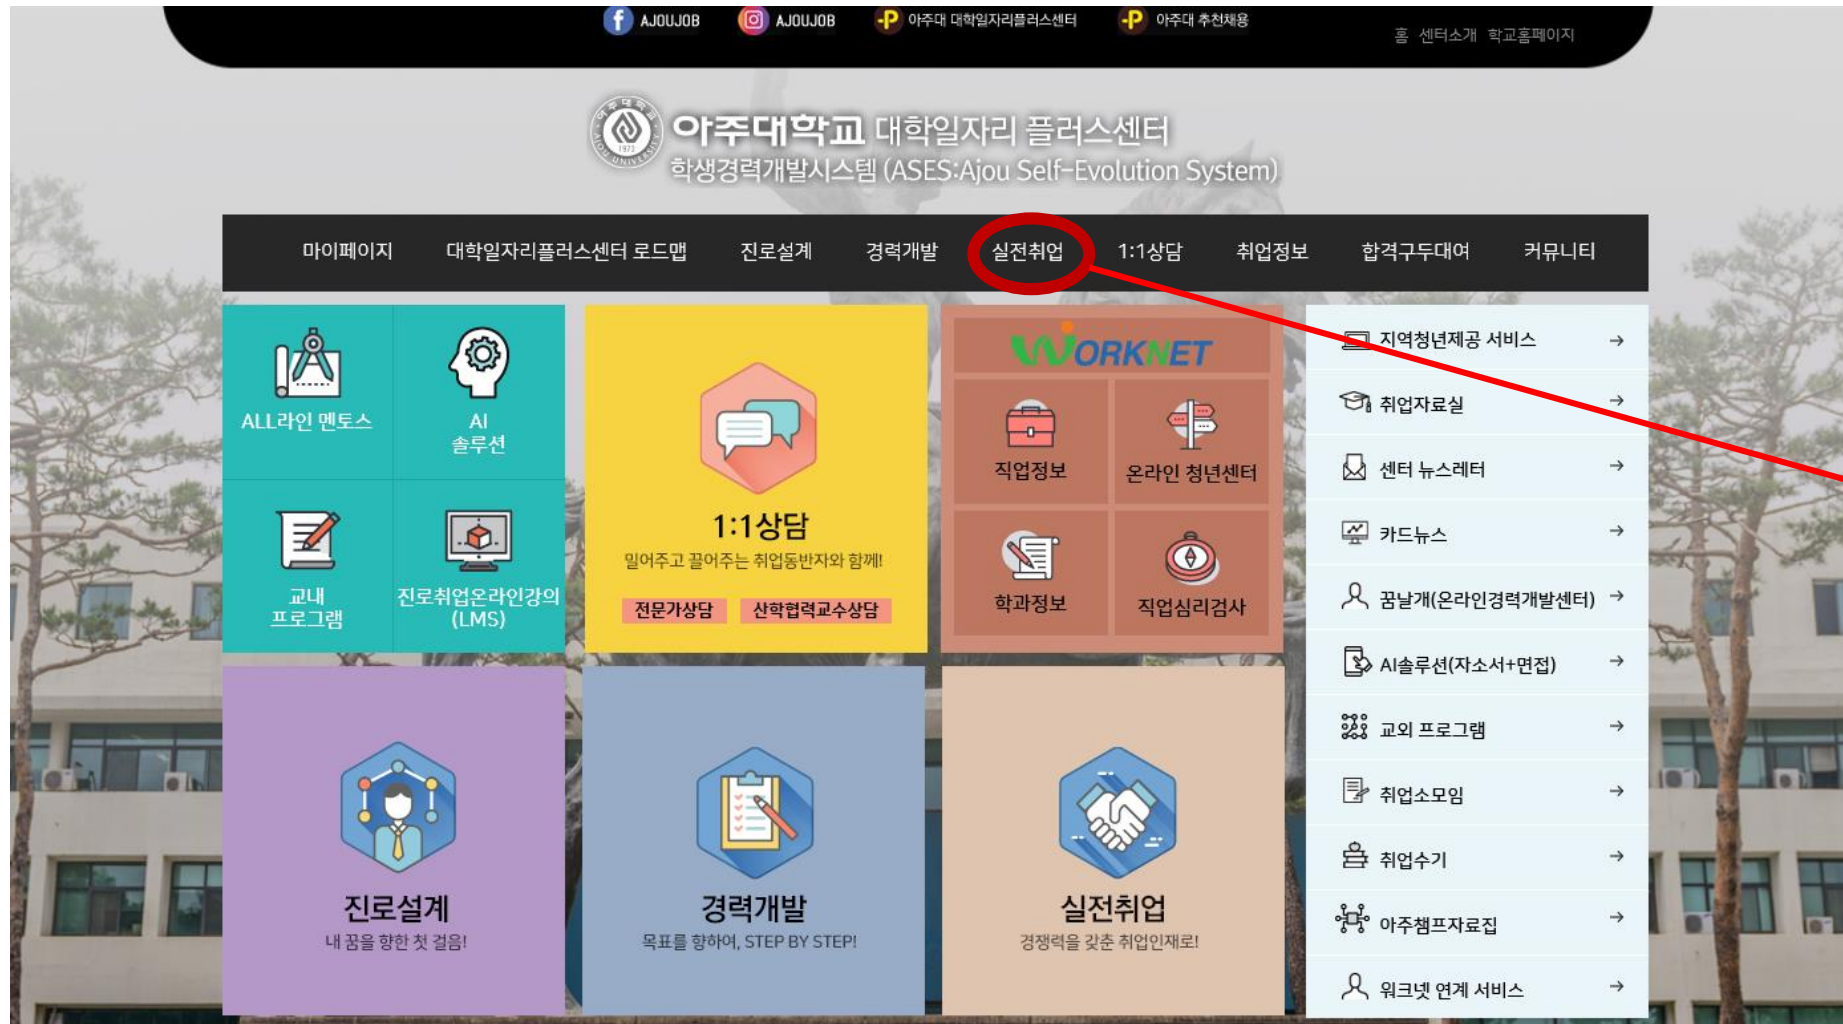 AJOUJOB
AJOUJOB
아주대 대학일자리플러스센터
아주대 추천채용
홈 센터소개 학교홈페이지
아주대학교 대학일자리 플러스센터
학생경력개발시스템 (ASES:Ajou Self-Evolution System)
마이페이지 대학일자리플러스센터 로드맵 진로설계 경력개발 실전취업 1:1상담 취업정보 합격구두대여 커뮤니티
ALL라인 멘토스
AI
솔루션
교내
프로그램
진로취업온라인강의
(LMS)
1:1상담
밀어주고 끌어주는 취업동반자와 함께!
전문가상담 산학협력교수상담
WORKNET
직업정보
온라인 청년센터
학과정보
직업심리검사
지역청년제공 서비스
취업자료실
센터 뉴스레터
카드뉴스
꿈날개(온라인경력개발센터)
AI솔루션(자소서+면접)
교외 프로그램
취업소모임
취업수기
아주챔프자료집
워크넷 연계 서비스
진로설계
내 꿈을 향한 첫 걸음!
경력개발
목표를 향하여, STEP BY STEP!
실전취업
경쟁력을 갖춘 취업인재로!